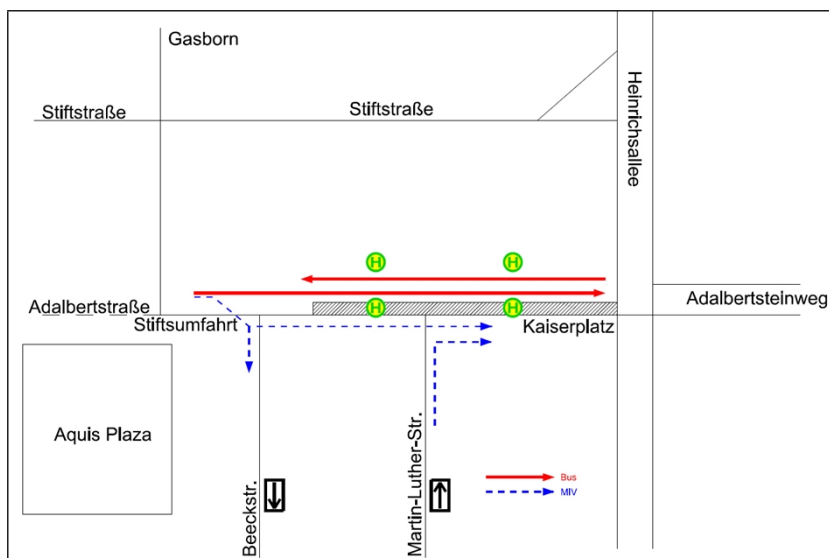 Gasborn
Stiftstraße
Stiftstraße
Heinrichsallee
H
H
Adalbertstraße
H
H
Adalbertsteinweg
Stiftsumfahrt
Kaiserplatz
Aquis Plaza
Beeckstr.
Martin-Luther-Str.
Bus
MIV